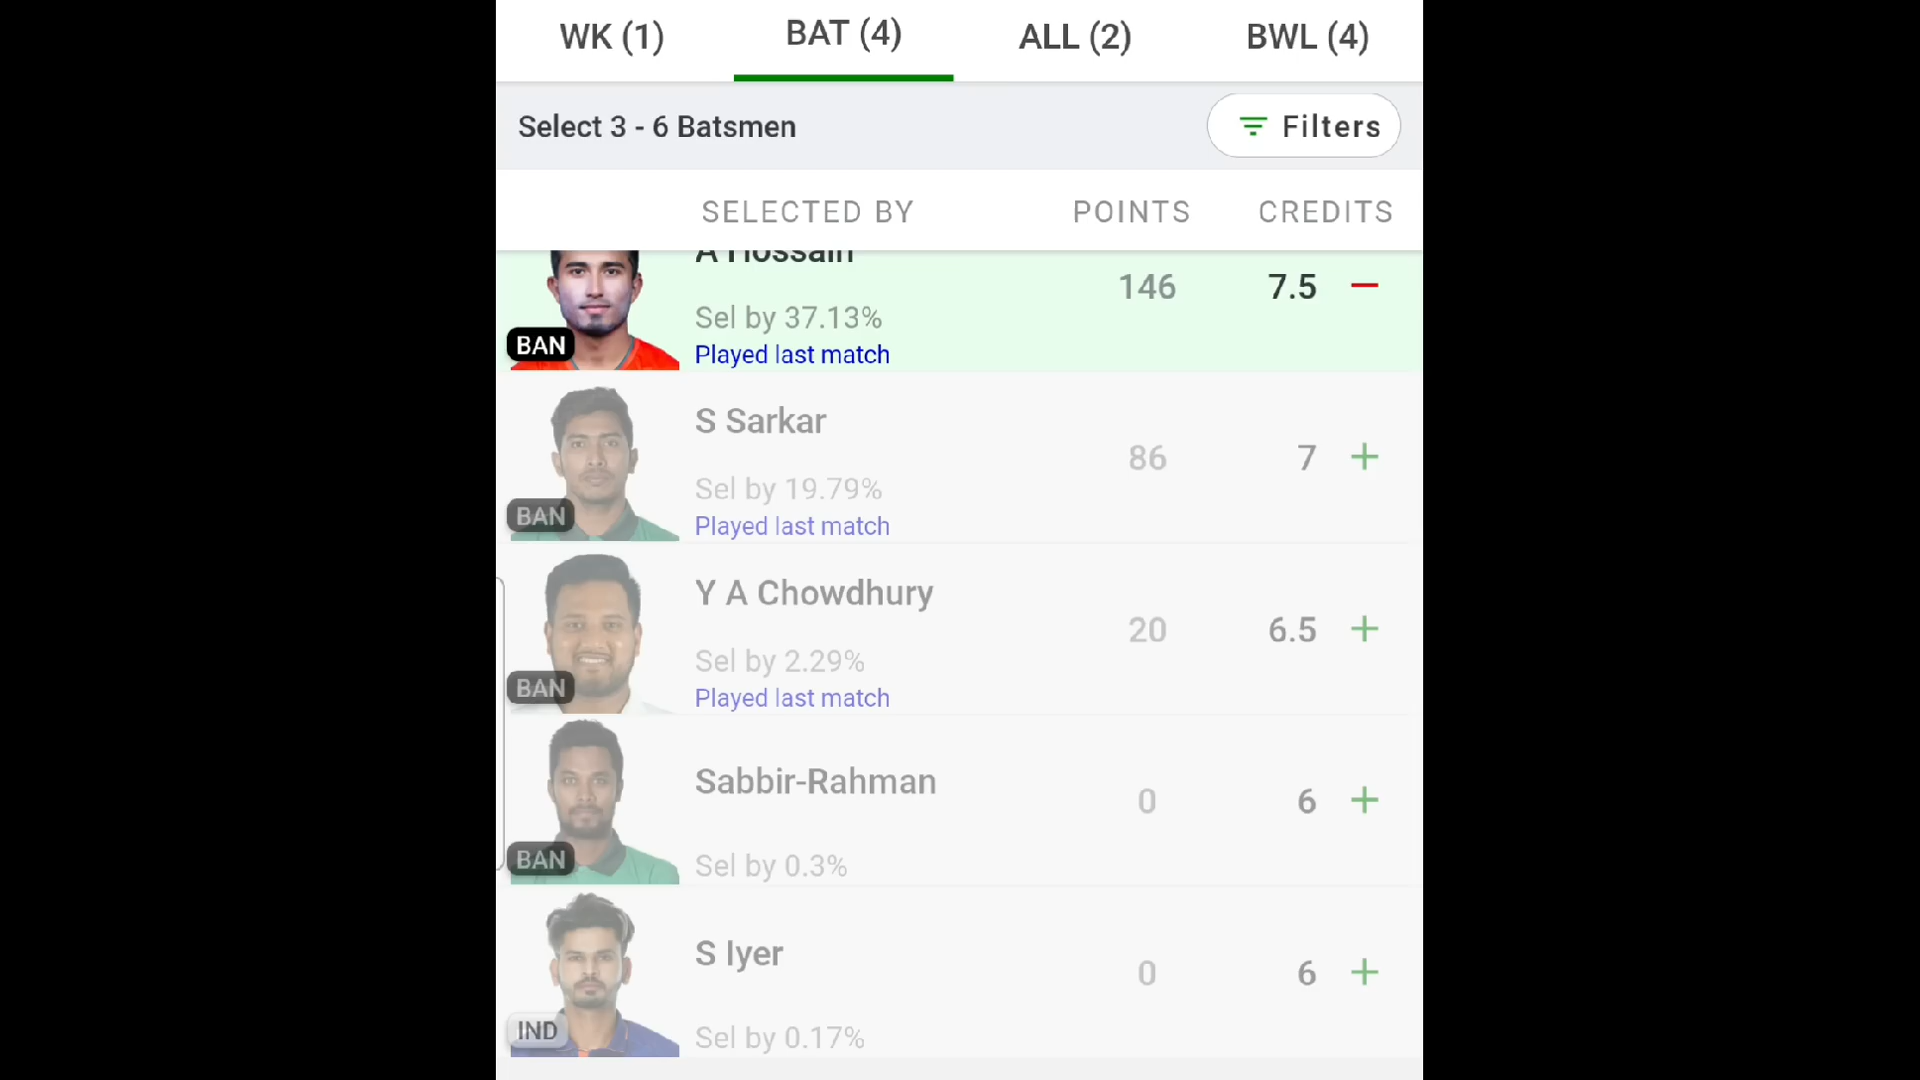 WK (1) BAT (4) ALL (2) BWL (4)
Select 3 - 6 Batsmen Filters
SELECTED BY POINTS CREDITS
A Hossain
146 7.5
Sel by 37.13%
BAN
Played last match
S Sarkar
86 7 +
Sel by 19.79%
BAN
Played last match
Y A Chowdhury
20 6.5 +
Sel by 2.29%
BAN
Played last match
Sabbir-Rahman
0 6 +
BAN
Sel by 0.3%
S Iyer
0 6 +
IND
Sel by 0.17%